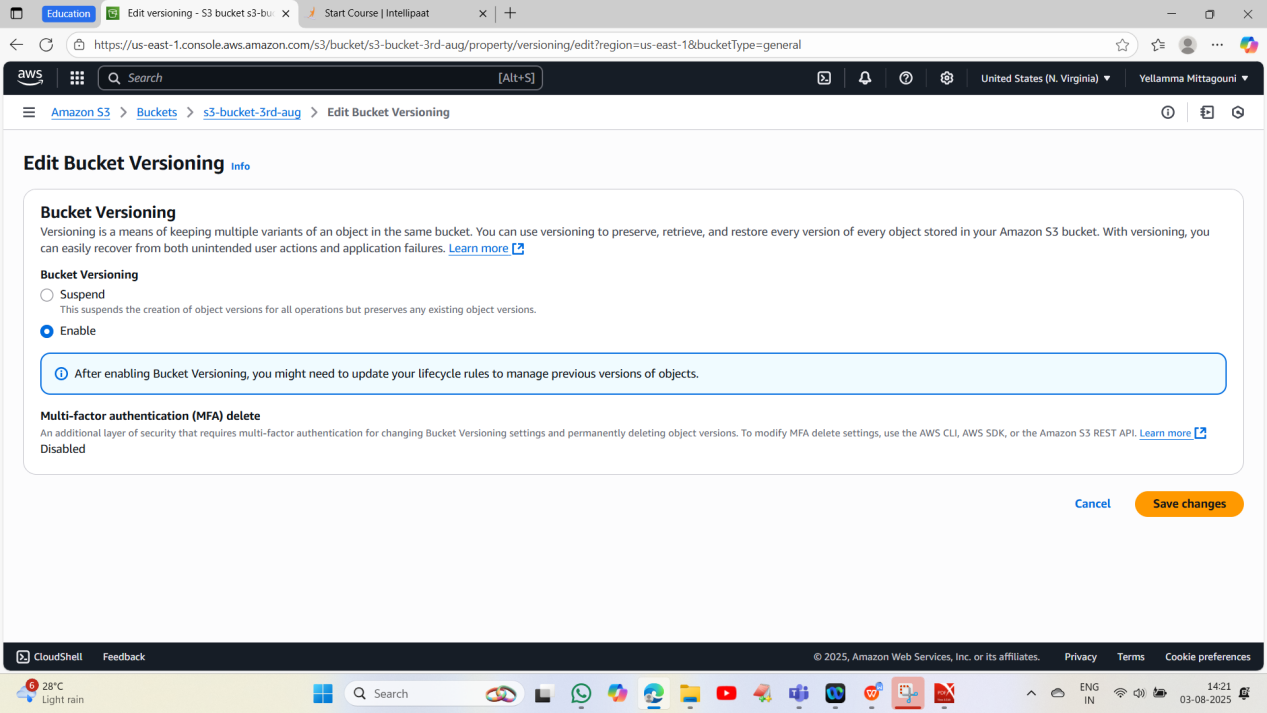 Education
Edit versioning - S3 bucket s3-bu
Start Course | Intellipaat
https://us-east-1.console.aws.amazon.com/s3/bucket/s3-bucket-3rd-aug/property/versioning/edit?region=us-east-1&bucketType=general
aws
Search
[Alt+S]
United States (N. Virginia)
Yellamma Mittagouni
Amazon S3 > Buckets > s3-bucket-3rd-aug > Edit Bucket Versioning
Edit Bucket Versioning Info
Bucket Versioning
Versioning is a means of keeping multiple variants of an object in the same bucket. You can use versioning to preserve, retrieve, and restore every version of every object stored in your Amazon S3 bucket. With versioning, you
can easily recover from both unintended user actions and application failures. Learn more
Bucket Versioning
Suspend
This suspends the creation of object versions for all operations but preserves any existing object versions.
Enable
After enabling Bucket Versioning, you might need to update your lifecycle rules to manage previous versions of objects.
Multi-factor authentication (MFA) delete
An additional layer of security that requires multi-factor authentication for changing Bucket Versioning settings and permanently deleting object versions. To modify MFA delete settings, use the AWS CLI, AWS SDK, or the Amazon S3 REST API. Learn more
Disabled
Cancel
Save changes
CloudShell
Feedback
© 2025, Amazon Web Services, Inc. or its affiliates.
Privacy
Terms
Cookie preferences
6
28°C
Light rain
Search
ENG
IN
14:21
03-08-2025